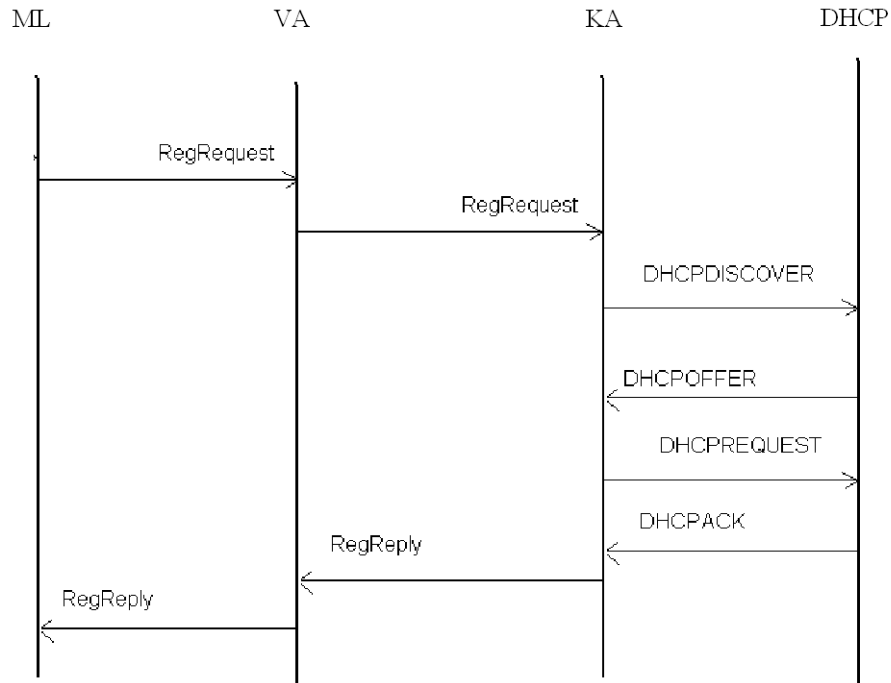 ML VA KA DHCP
RegRequest
RegRequest
DHCPDISCOVER
DHCPOFFER
DHCPREQUEST
DHCPACK
RegReply
RegReply